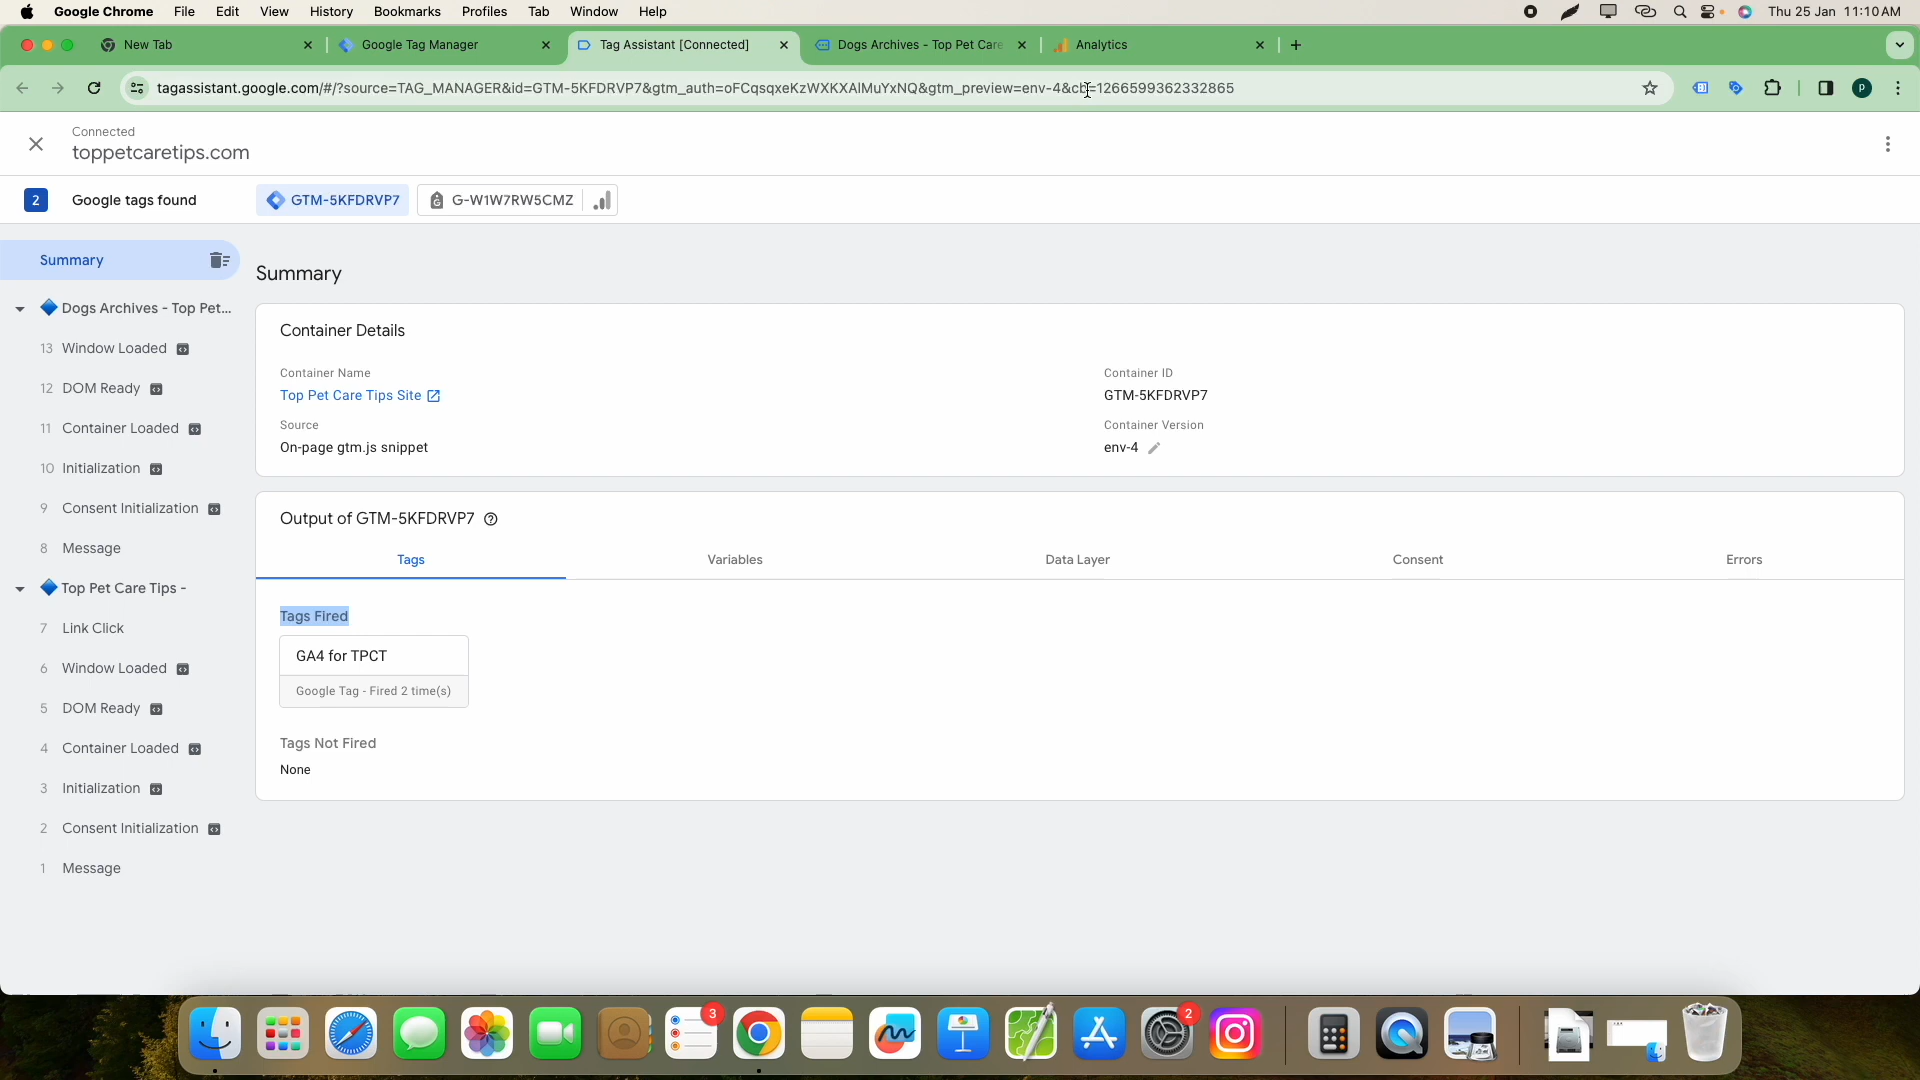 Google Chrome File Edit View History Bookmarks Profiles Tab Window Help Thu 25 Jan 11:10 AM
New Tab Google Tag Manager Tag Assistant [Connected] Dogs Archives - Top Pet Care Analytics
tagassistant.google.com/#/?source=TAG_MANAGER&id=GTM-5KFDRVP7&gtm_auth=oFCqsqxeKzWXKXAlMuYxNQ&gtm_preview=env-4&cb=1266599362332865
P
Connected
toppetcaretips.com
2 Google tags found GTM-5KFDRVP7 G-W1W7RW5CMZ
Summary
Dogs Archives - Top Pet...
13 Window Loaded
12 DOM Ready
11 Container Loaded
10 Initialization
9 Consent Initialization
8 Message
Top Pet Care Tips -
7 Link Click
6 Window Loaded
5 DOM Ready
4 Container Loaded
3 Initialization
2 Consent Initialization
1 Message
Summary
Container Details
Container Name Container ID
Top Pet Care Tips Site GTM-5KFDRVP7
Source Container Version
On-page gtm.js snippet env-4
Output of GTM-5KFDRVP7
Tags Variables Data Layer Consent Errors
Tags Fired
GA4 for TPCT
Google Tag - Fired 2 time(s)
Tags Not Fired
None
3 2